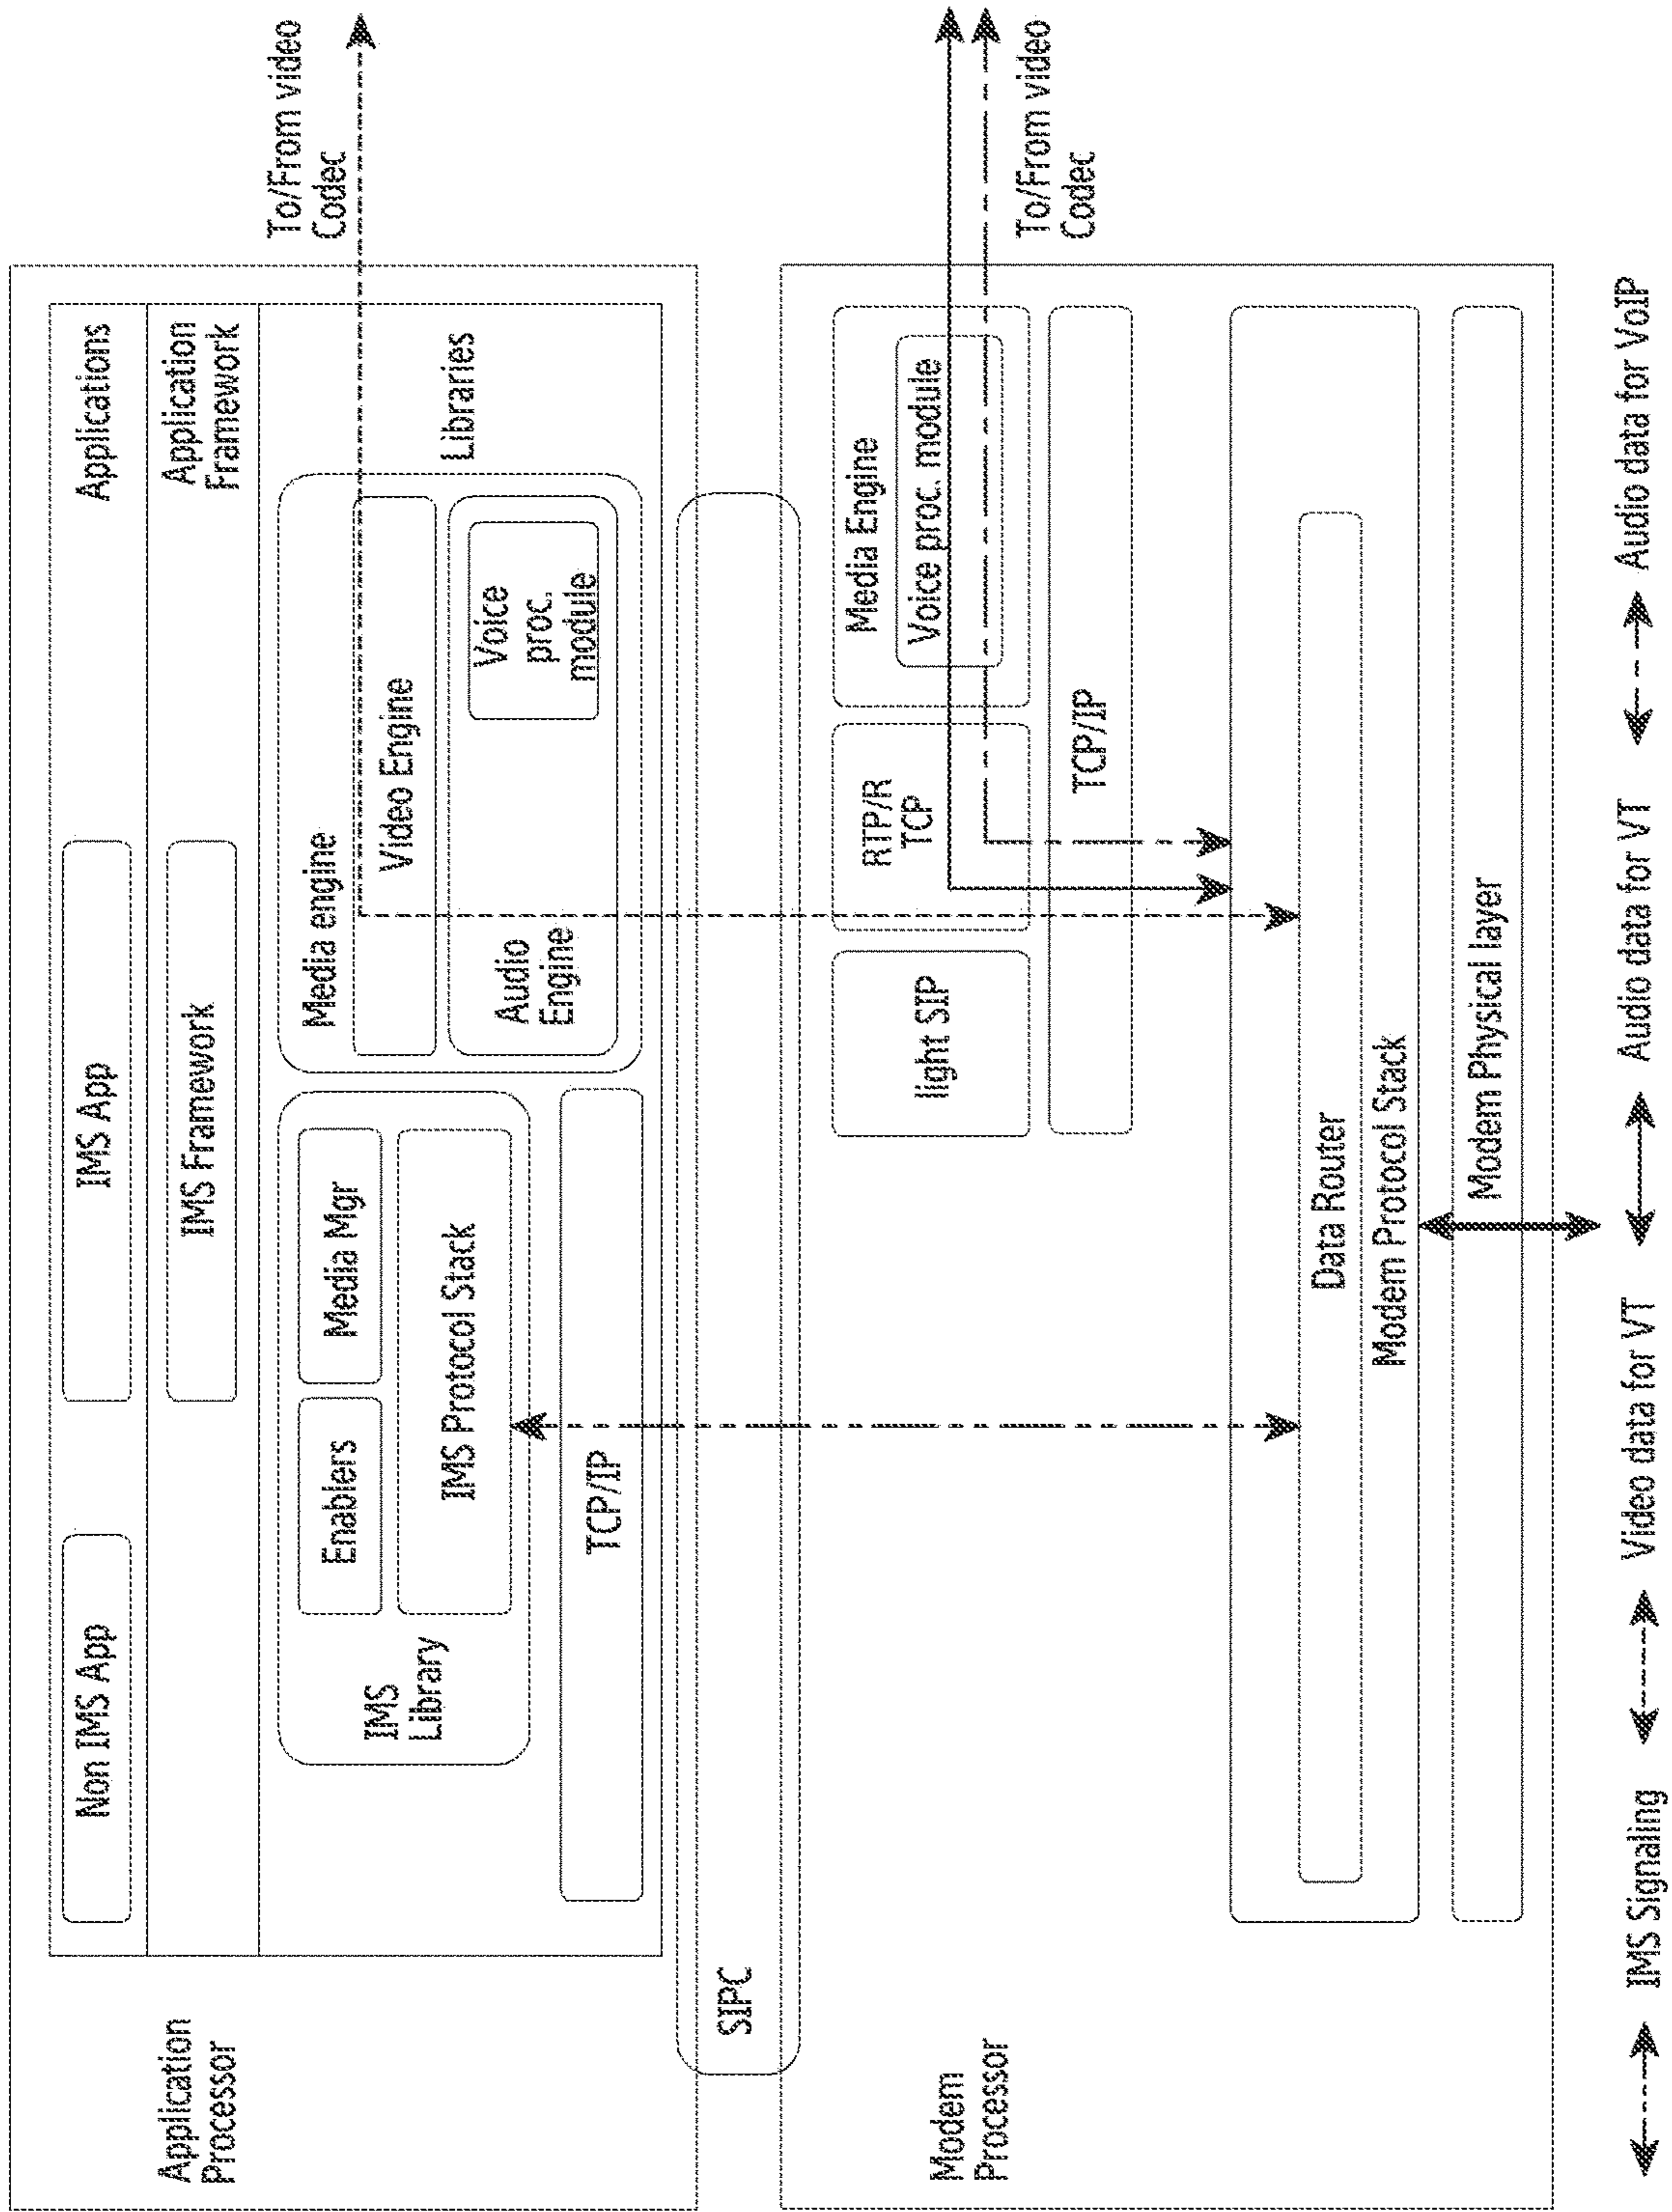 Application
Processor
Applications
Non IMS App
IMS App
Application
Framework
IMS Framework
Libraries
IMS
Library
Enablers
Media Mgr
IMS Protocol Stack
TCP/IP
Media engine
Video Engine
Audio
Engine
Voice
proc.
module
To/From video
Codec
SIPC
Modem
Processor
light SIP
RTP/R
TCP
Media Engine
Voice proc. module
TCP/IP
To/From video
Codec
Data Router
Modem Protocol Stack
Modem Physical layer
IMS Signaling
Video data for VT
Audio data for VT
Audio data for VoIP